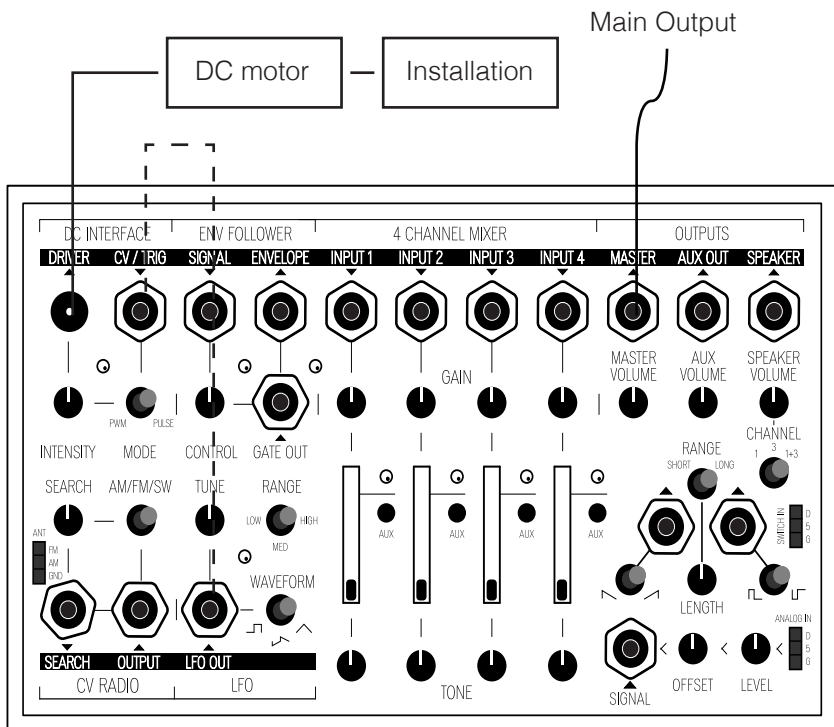 Main Output
DC motor
Installation
DC INTERFACE ENV FOLLOWER 4 CHANNEL MIXER OUTPUTS
DRIVER CV / TRIG SIGNAL ENVELOPE INPUT 1 INPUT 2 INPUT 3 INPUT 4 MASTER AUX OUT SPEAKER
GAIN
MASTER VOLUME
AUX VOLUME
SPEAKER VOLUME
PWM PULSE
INTENSITY MODE CONTROL GATE OUT
CHANNEL
1 3 1+3
RANGE
SHORT LONG
SEARCH AM/FM/SW TUNE RANGE
LOW HIGH
MED
AUX AUX AUX AUX
SWITCH IN
D
5
G
ANT
FM
AM
GND
WAVEFORM
LENGTH
ANALOG IN
D
5
G
SEARCH OUTPUT LFO OUT
CV RADIO LFO
TONE
SIGNAL OFFSET LEVEL